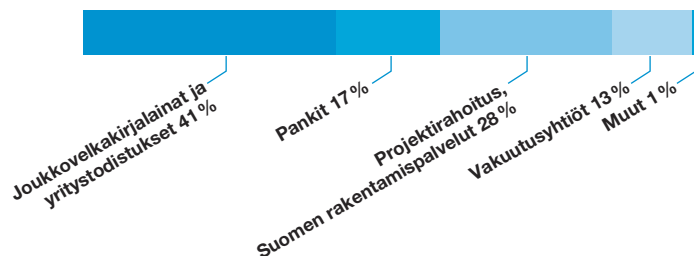 Joukkovelkakirjalainat ja
yritystodistukset 41 %
Pankit 17 %
Projektirahoitus,
Suomen rakentamispalvelut 28 %
Vakuutusyhtiöt 13 %
Muut 1 %